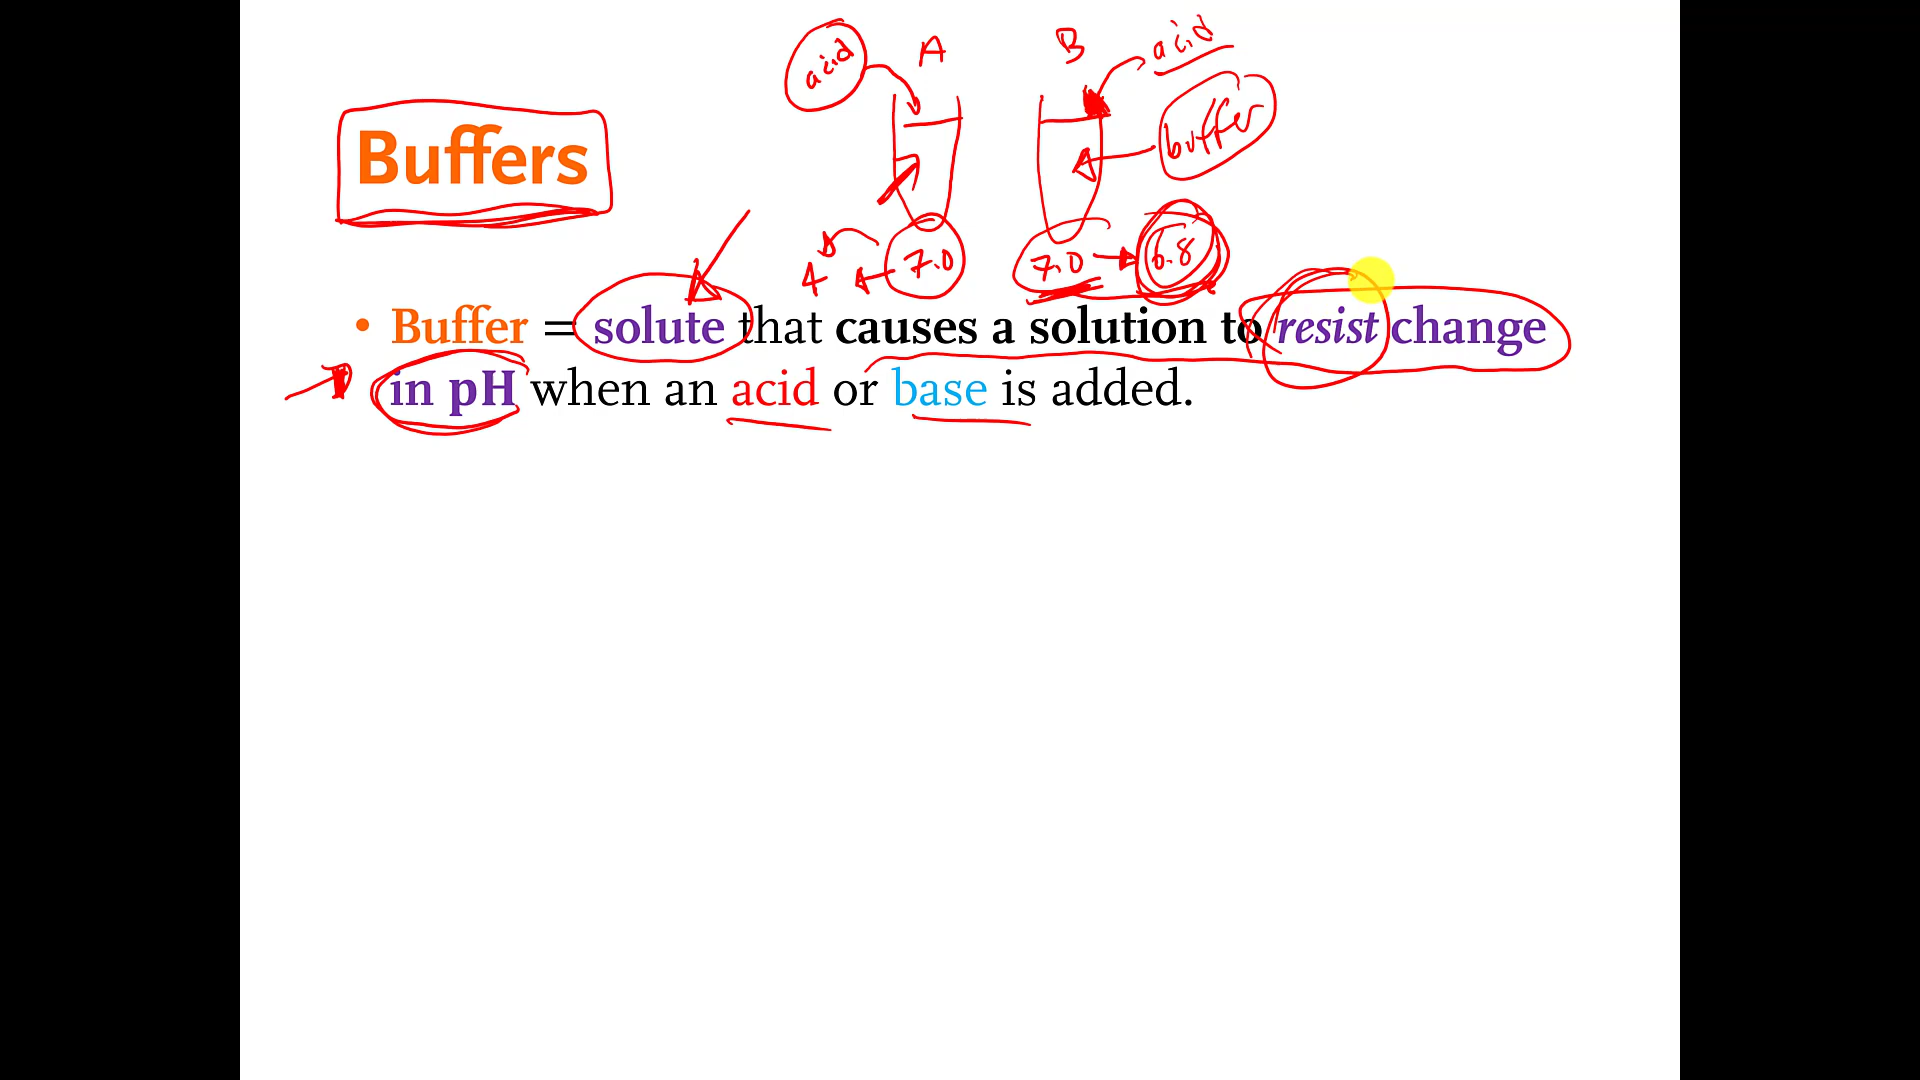 acid A B acid
buffer
Buffers
4 7.0 7.0 6.8
• Buffer = solute that causes a solution to resist change
in pH when an acid or base is added.